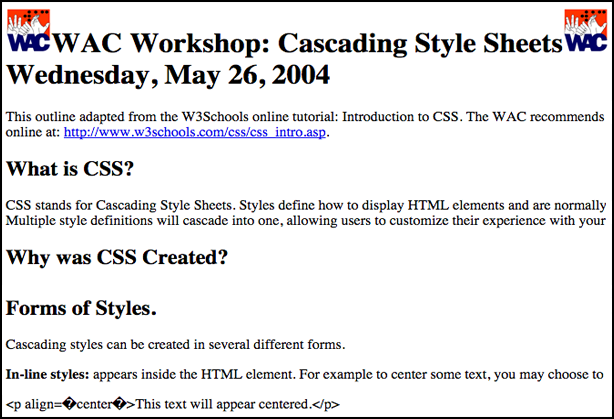 WAC WAC Workshop: Cascading Style Sheets WAC
Wednesday, May 26, 2004
This outline adapted from the W3Schools online tutorial: Introduction to CSS. The WAC recommends
online at: http://www.w3schools.com/css/css_intro.asp.
What is CSS?
CSS stands for Cascading Style Sheets. Styles define how to display HTML elements and are normally
Multiple style definitions will cascade into one, allowing users to customize their experience with your
Why was CSS Created?
Forms of Styles.
Cascading styles can be created in several different forms.
In-line styles: appears inside the HTML element. For example to center some text, you may choose to
<p align=�center�>This text will appear centered.</p>